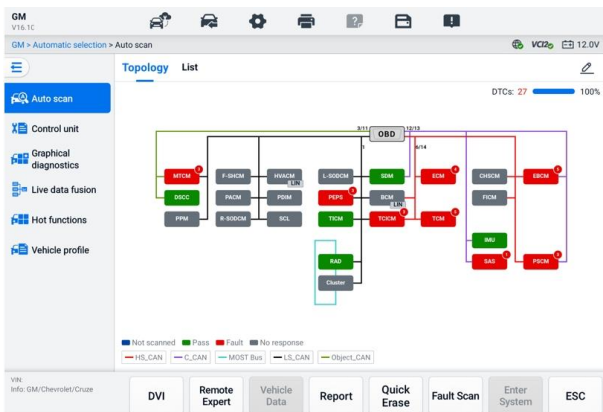 GM
V16.10
GM > Automatic selection > Auto scan
VCI2 12.0V
Topology List
DTCs: 27 100%
Auto scan
Control unit
Graphical
diagnostics
Live data fusion
Hot functions
Vehicle profile
3/11 OBD 12/13
1 6/14
MTCM F-SHCM HVACM L-SODCM SDM ECM CHSCM EBCM
LIN
DSCC PACM PDIM PEPS BCM FICM
LIN
PPM R-SODCM SCL TICM TCICM TCM
IMU
RAD SAS PSCM
Cluster
Not scanned Pass Fault No response
HS_CAN C_CAN MOST Bus LS_CAN Object_CAN
VIN:
Info: GM/Chevrolet/Cruze
DVI Remote Expert Vehicle Data Report Quick Erase Fault Scan Enter System ESC